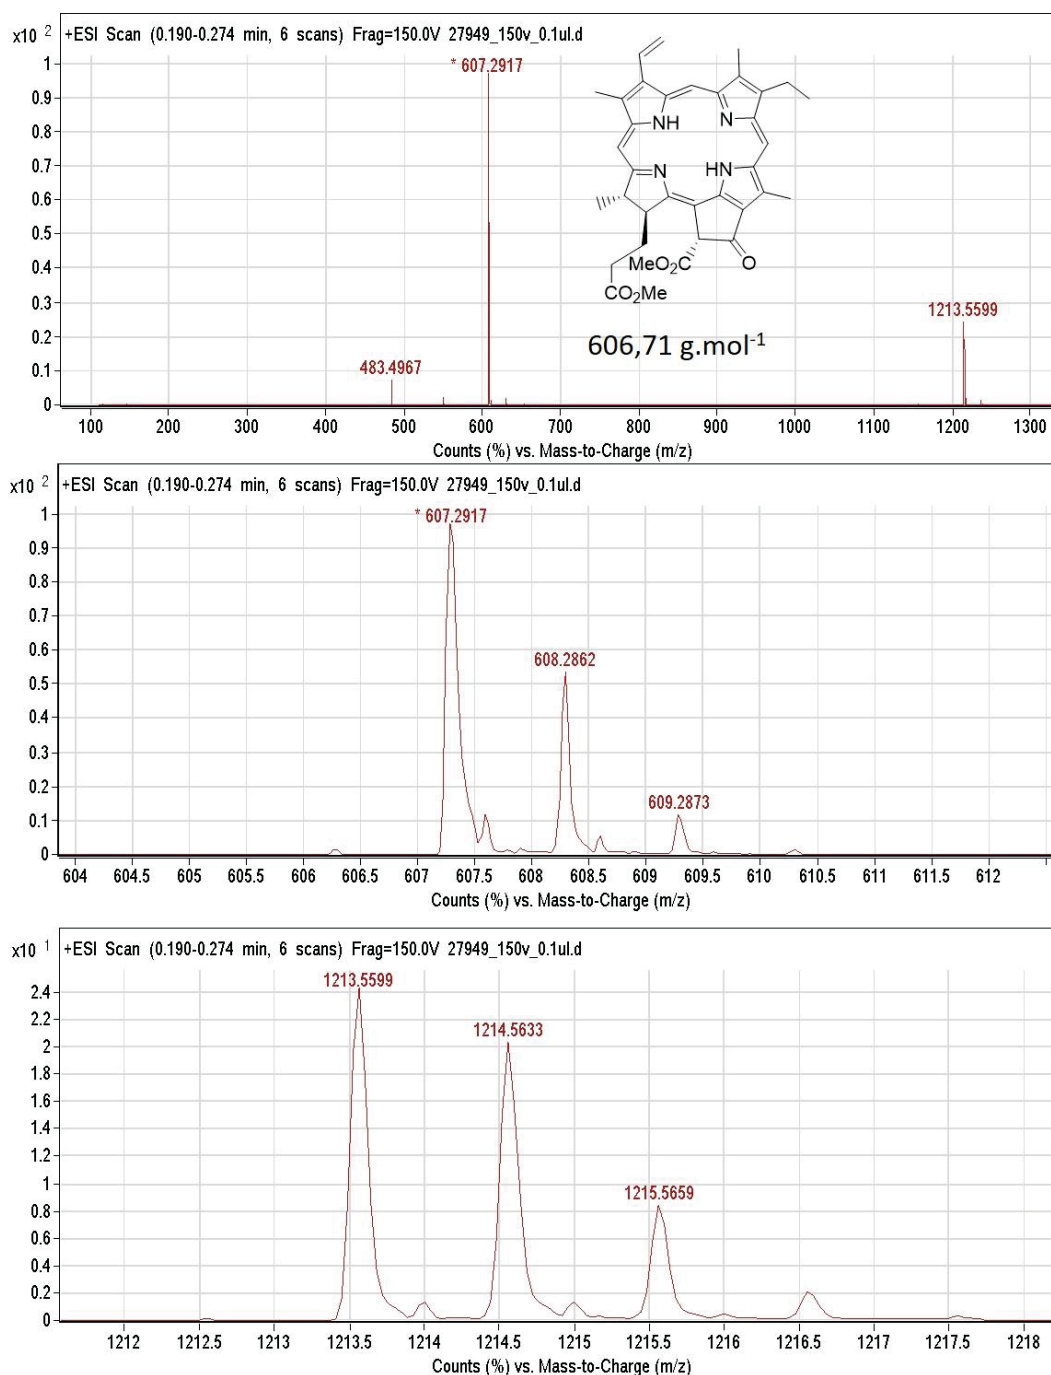 x10 2
+ESI Scan (0.190-0.274 min, 6 scans) Frag=150.0V 27949_150v_0.1ul.d
1
0.9
0.8
0.7
0.6
0.5
0.4
0.3
0.2
0.1
0
* 607.2917
483.4967
1213.5599
NH
N
N
HN
MeO2C
O
CO2Me
606,71 g.mol-1
100 200 300 400 500 600 700 800 900 1000 1100 1200 1300
Counts (%) vs. Mass-to-Charge (m/z)
x10 2
+ESI Scan (0.190-0.274 min, 6 scans) Frag=150.0V 27949_150v_0.1ul.d
1
0.9
0.8
0.7
0.6
0.5
0.4
0.3
0.2
0.1
0
* 607.2917
608.2862
609.2873
604 604.5 605 605.5 606 606.5 607 607.5 608 608.5 609 609.5 610 610.5 611 611.5 612
Counts (%) vs. Mass-to-Charge (m/z)
x10 1
+ESI Scan (0.190-0.274 min, 6 scans) Frag=150.0V 27949_150v_0.1ul.d
2.4
2.2
2
1.8
1.6
1.4
1.2
1
0.8
0.6
0.4
0.2
0
1213.5599
1214.5633
1215.5659
1212 1212.5 1213 1213.5 1214 1214.5 1215 1215.5 1216 1216.5 1217 1217.5 1218
Counts (%) vs. Mass-to-Charge (m/z)